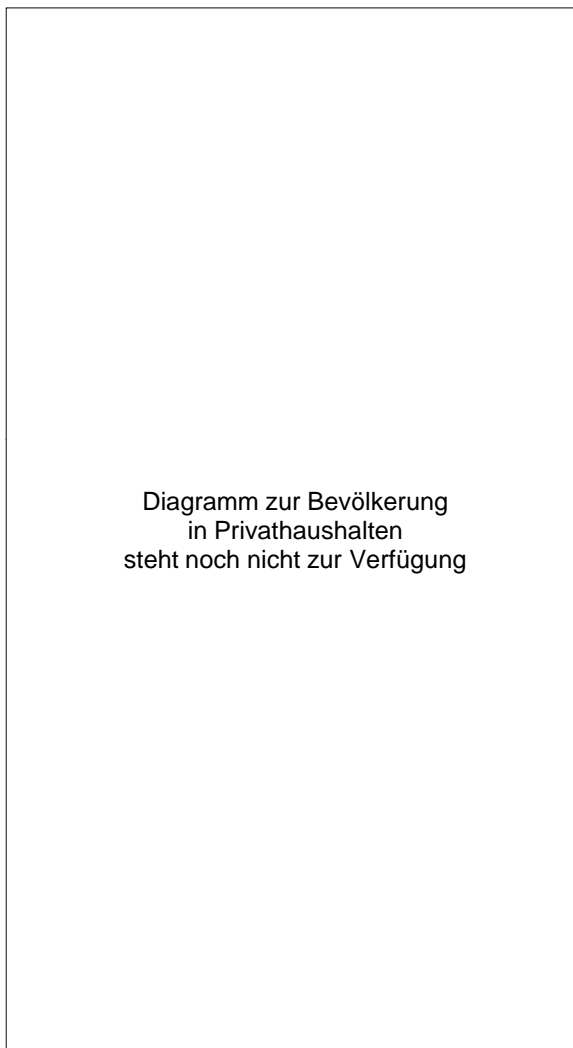 Diagramm zur Bevölkerung
in Privathaushalten
steht noch nicht zur Verfügung